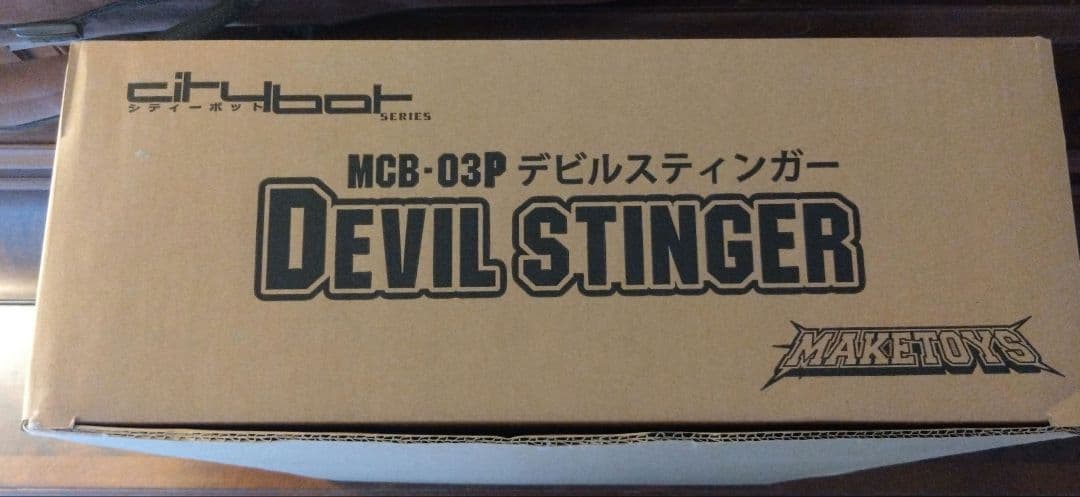 citybot
シティーボット
SERIES
MCB-03P デビルスティンガー
DEVIL STINGER
MAKETOYS